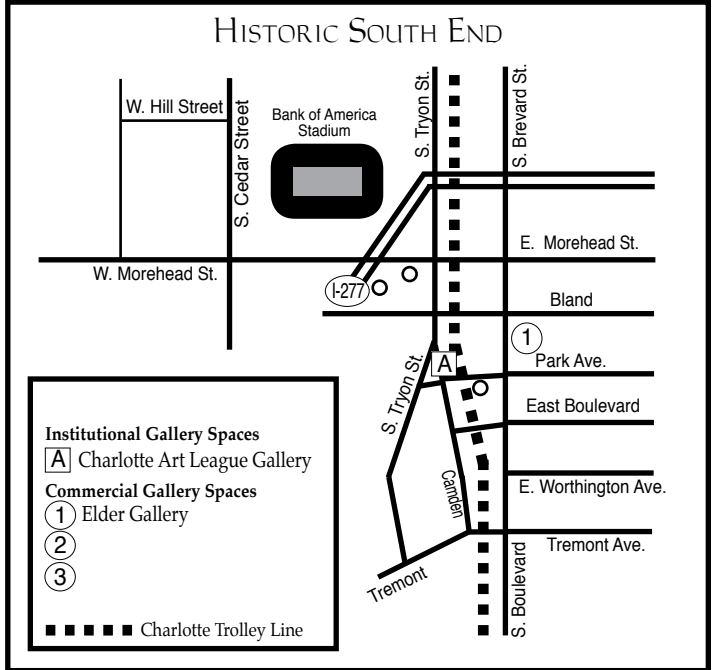 HISTORIC SOUTH END
W. Hill Street
S. Cedar Street
Bank of America
Stadium
S. Tryon St.
S. Brevard St.
E. Morehead St.
W. Morehead St.
I-277
Bland
1
A
Park Ave.
S. Tryon St.
East Boulevard
Camden
E. Worthington Ave.
Tremont Ave.
Tremont
S. Boulevard
Institutional Gallery Spaces
A Charlotte Art League Gallery
Commercial Gallery Spaces
1 Elder Gallery
2
3
Charlotte Trolley Line